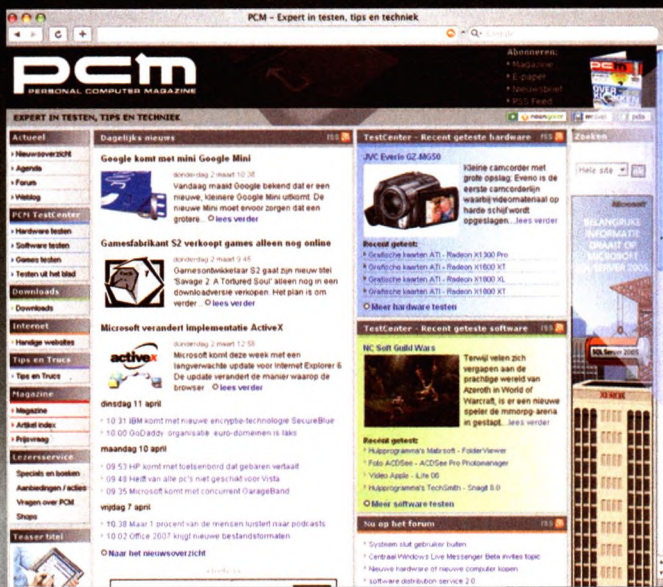 PCM – Expert in testen, tips en techniek
pcm
PERSONAL COMPUTER MAGAZINE
Abonneren:
Magazine
E-paper
Nieuwsbrief
RSS Feed
EXPERT IN TESTEN, TIPS EN TECHNIEK
pda
Actueel
Nieuwsoverzicht
Agenda
Forum
Weblog
PCM TestCenter
Hardware testen
Software testen
Games testen
Testen uit het blad
Downloads
Downloads
Internet
Handige websites
Tips en Trucs
Tips en Trucs
Magazine
Magazine
Artikel index
Prijsvraag
Lezersservice
Specials en boeken
Aanbiedingen / acties
Vragen over PCM
Shops
Teaser titel
Dagelijks nieuws
Google komt met mini Google Mini
donderdag 2 maart 10:38
Vandaag maakt Google bekend dat er een
nieuwe, kleinere Google Mini uitkomt. De
nieuwe Mini moet ervoor zorgen dat een
grotere... lees verder
Gamesfabrikant S2 verkoopt games alleen nog online
donderdag 2 maart 9:45
Gamesontwikkelaar S2 gaat zijn nieuw titel
'Savage 2: A Tortured Soul' alleen nog in een
downloadversie verkopen. Het plan is om
verder... lees verder
Microsoft verandert implementatie ActiveX
donderdag 2 maart 12:58
activex
Microsoft komt deze week met een
langverwachte update voor Internet Explorer 6.
De update verandert de manier waarop de
browser lees verder
dinsdag 11 april
10:31 IBM komt met nieuwe encryptie-technologie SecureBlue
10:00 GoDaddy: organisatie euro-domeinen is laks
maandag 10 april
09:53 HP komt met toetsenbord dat gebaren vertaalt
09:48 Helft van alle pc's niet geschikt voor Vista
09:35 Microsoft komt met concurrent GarageBand
vrijdag 7 april
10:38 Maar 1 procent van de mensen luistert naar podcasts
10:02 Office 2007 krijgt nieuwe bestandsformaten
Naar het nieuwsoverzicht
TestCenter - Recent geteste hardware
JVC Everio GZ-MG50
Kleine camcorder met
grote opslag: Everio is de
eerste camcorderlijn
waarbij videomateriaal op
harde schijf wordt
opgeslagen...lees verder
Recent getest:
Grafische kaarten ATI - Radeon X1300 Pro
Grafische kaarten ATI - Radeon X1600 XT
Grafische kaarten ATI - Radeon X1800 XL
Grafische kaarten ATI - Radeon X1800 XT
Meer hardware testen
TestCenter - Recent geteste software
NC Soft Guild Wars
Terwijl velen zich
vergapen aan de
prachtige wereld van
Azeroth in World of
Warcraft, is er een nieuwe
speler de mmorpg-arena
in gestapt...lees verder
Recent getest:
Hulpprogramma's Mabrsoft - FolderViewer
Foto ACDSee - ACDSee Pro Photomanager
Video Apple - iLife 06
Hulpprogramma's TechSmith - SnagIt 8.0
Meer software testen
Nu op het forum
Systeem sluit gebruiker buiten
Centraal Windows Live Messenger Beta invites topic
Nieuwe hardware of nieuwe computer kopen
software distribution service 2.0
Zoeken
Hele site
Microsoft
BELANGRIJKE
INFORMATIE
DRAAIT OP
MICROSOFT
SQL SERVER 2005
SQL Server 2005
XEROX